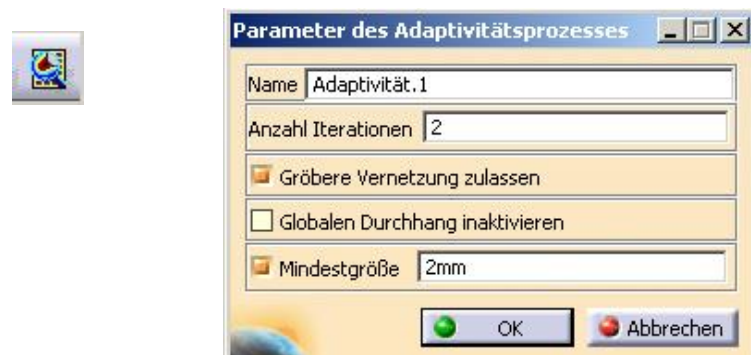 Parameter des Adaptivitätsprozesses
Name Adaptivität.1
Anzahl Iterationen 2
Gröbere Vernetzung zulassen
Globalen Durchhang inaktivieren
Mindestgröße 2mm
OK Abbrechen